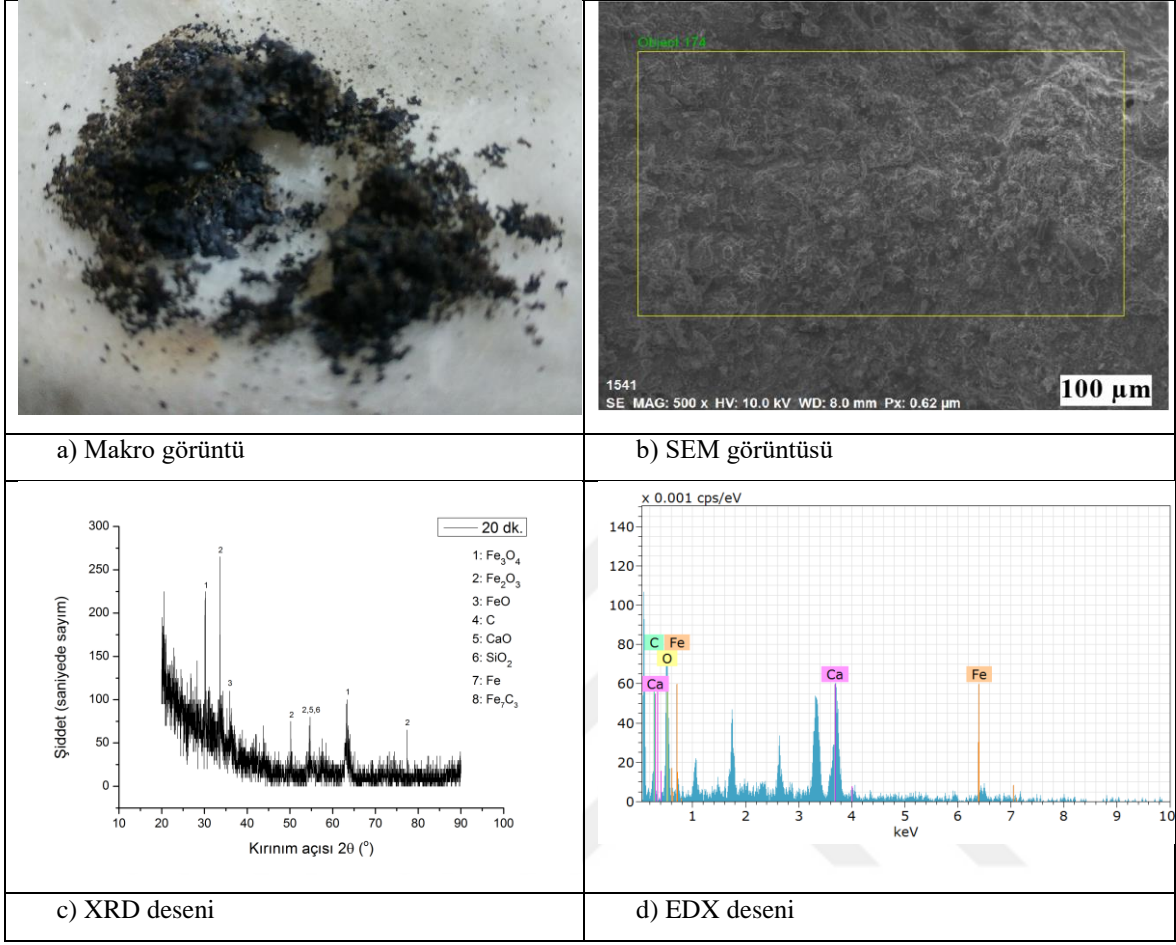 Object 174
1541
SE MAG: 500 x HV: 10.0 kV WD: 8.0 mm Px: 0.62 µm
100 µm
a) Makro görüntü
b) SEM görüntüsü
300
250
200
150
100
50
0
10 20 30 40 50 60 70 80 90 100
Şiddet (saniyede sayım)
Kırınım açısı 2θ (°)
20 dk.
1: Fe₃O₄
2: Fe₂O₃
3: FeO
4: C
5: CaO
6: SiO₂
7: Fe
8: Fe₇C₃
1
2
3
2
2,5,6
1
2
x 0.001 cps/eV
140
120
100
80
60
40
20
0
1 2 3 4 5 6 7 8 9 10
keV
C Fe
O
Ca
Ca
Fe
c) XRD deseni
d) EDX deseni